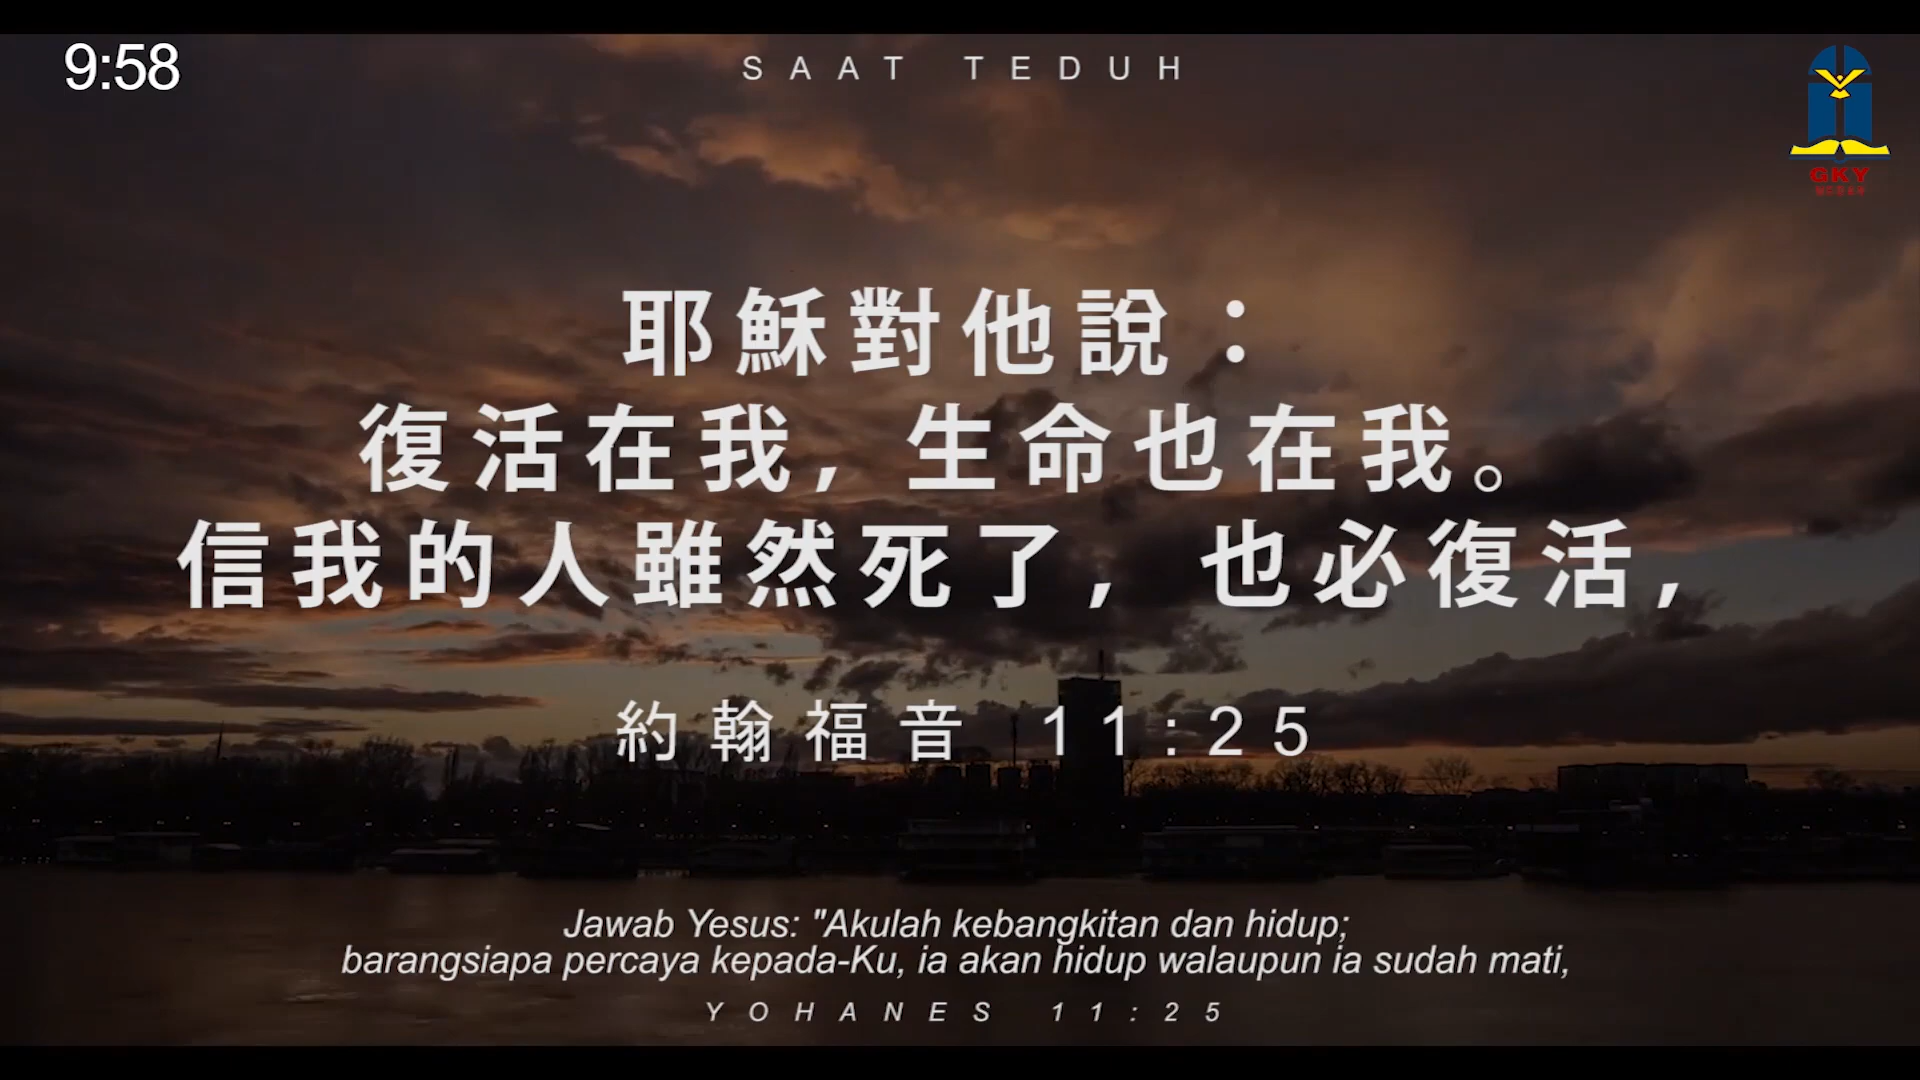 9:58
SAAT TEDUH
GKY
耶穌對他說：
復活在我，生命也在我。
信我的人雖然死了，也必復活，
約翰福音 11:25
Jawab Yesus: "Akulah kebangkitan dan hidup;
barangsiapa percaya kepada-Ku, ia akan hidup walaupun ia sudah mati,
YOHANES 11:25